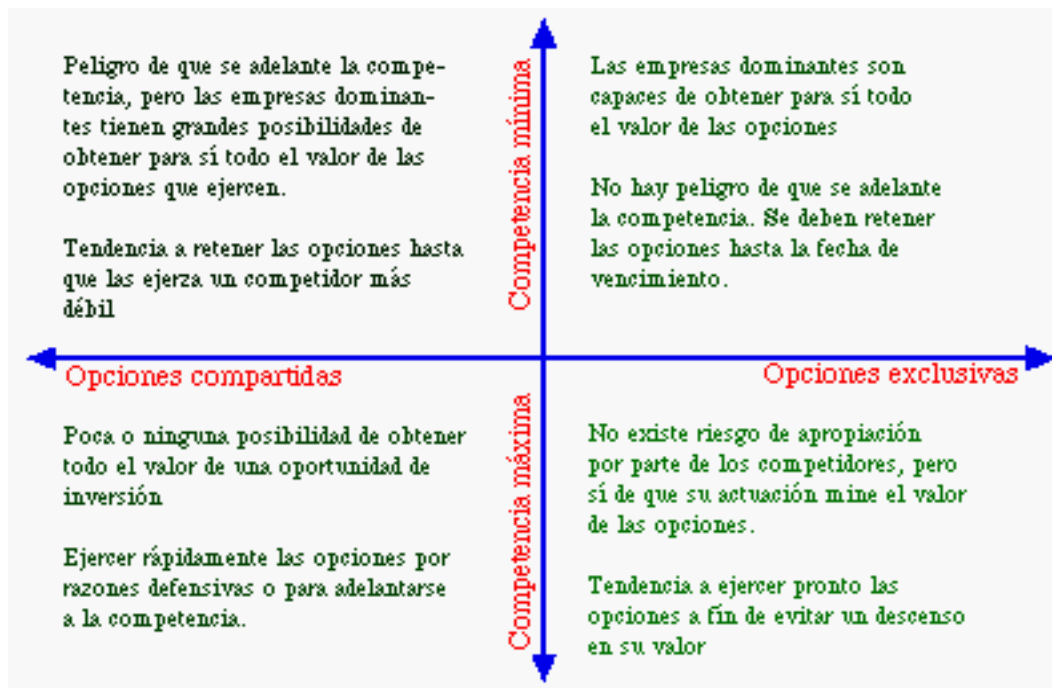 Peligro de que se adelante la compe-
tencia, pero las empresas dominan-
tes tienen grandes posibilidades de
obtener para sí todo el valor de las
opciones que ejercen.
Tendencia a retener las opciones hasta
que las ejerza un competidor más
débil
Competencia mínima
Las empresas dominantes son
capaces de obtener para sí todo
el valor de las opciones
No hay peligro de que se adelante
la competencia. Se deben retener
las opciones hasta la fecha de
vencimiento.
Opciones compartidas
Opciones exclusivas
Poca o ninguna posibilidad de obtener
todo el valor de una oportunidad de
inversión
Ejercer rápidamente las opciones por
razones defensivas o para adelantarse
a la competencia.
Competencia máxima
No existe riesgo de apropiación
por parte de los competidores, pero
sí de que su actuación mine el valor
de las opciones.
Tendencia a ejercer pronto las
opciones a fín de evitar un descenso
en su valor